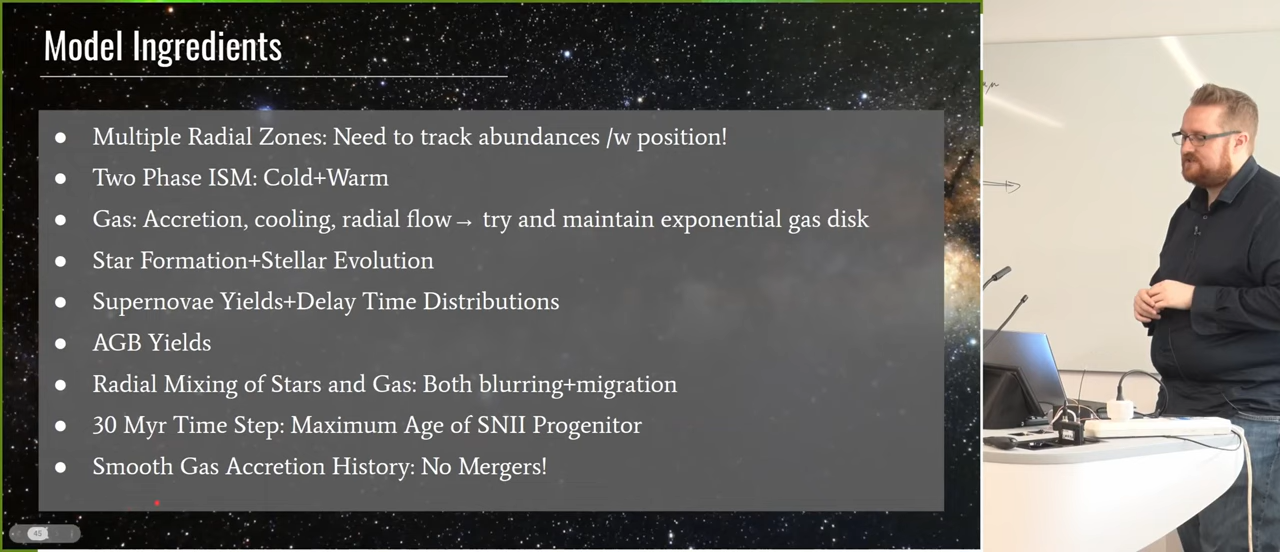 Model Ingredients
● Multiple Radial Zones: Need to track abundances /w position!
● Two Phase ISM: Cold+Warm
● Gas: Accretion, cooling, radial flow→ try and maintain exponential gas disk
● Star Formation+Stellar Evolution
● Supernovae Yields+Delay Time Distributions
● AGB Yields
● Radial Mixing of Stars and Gas: Both blurring+migration
● 30 Myr Time Step: Maximum Age of SNII Progenitor
● Smooth Gas Accretion History: No Mergers!
45